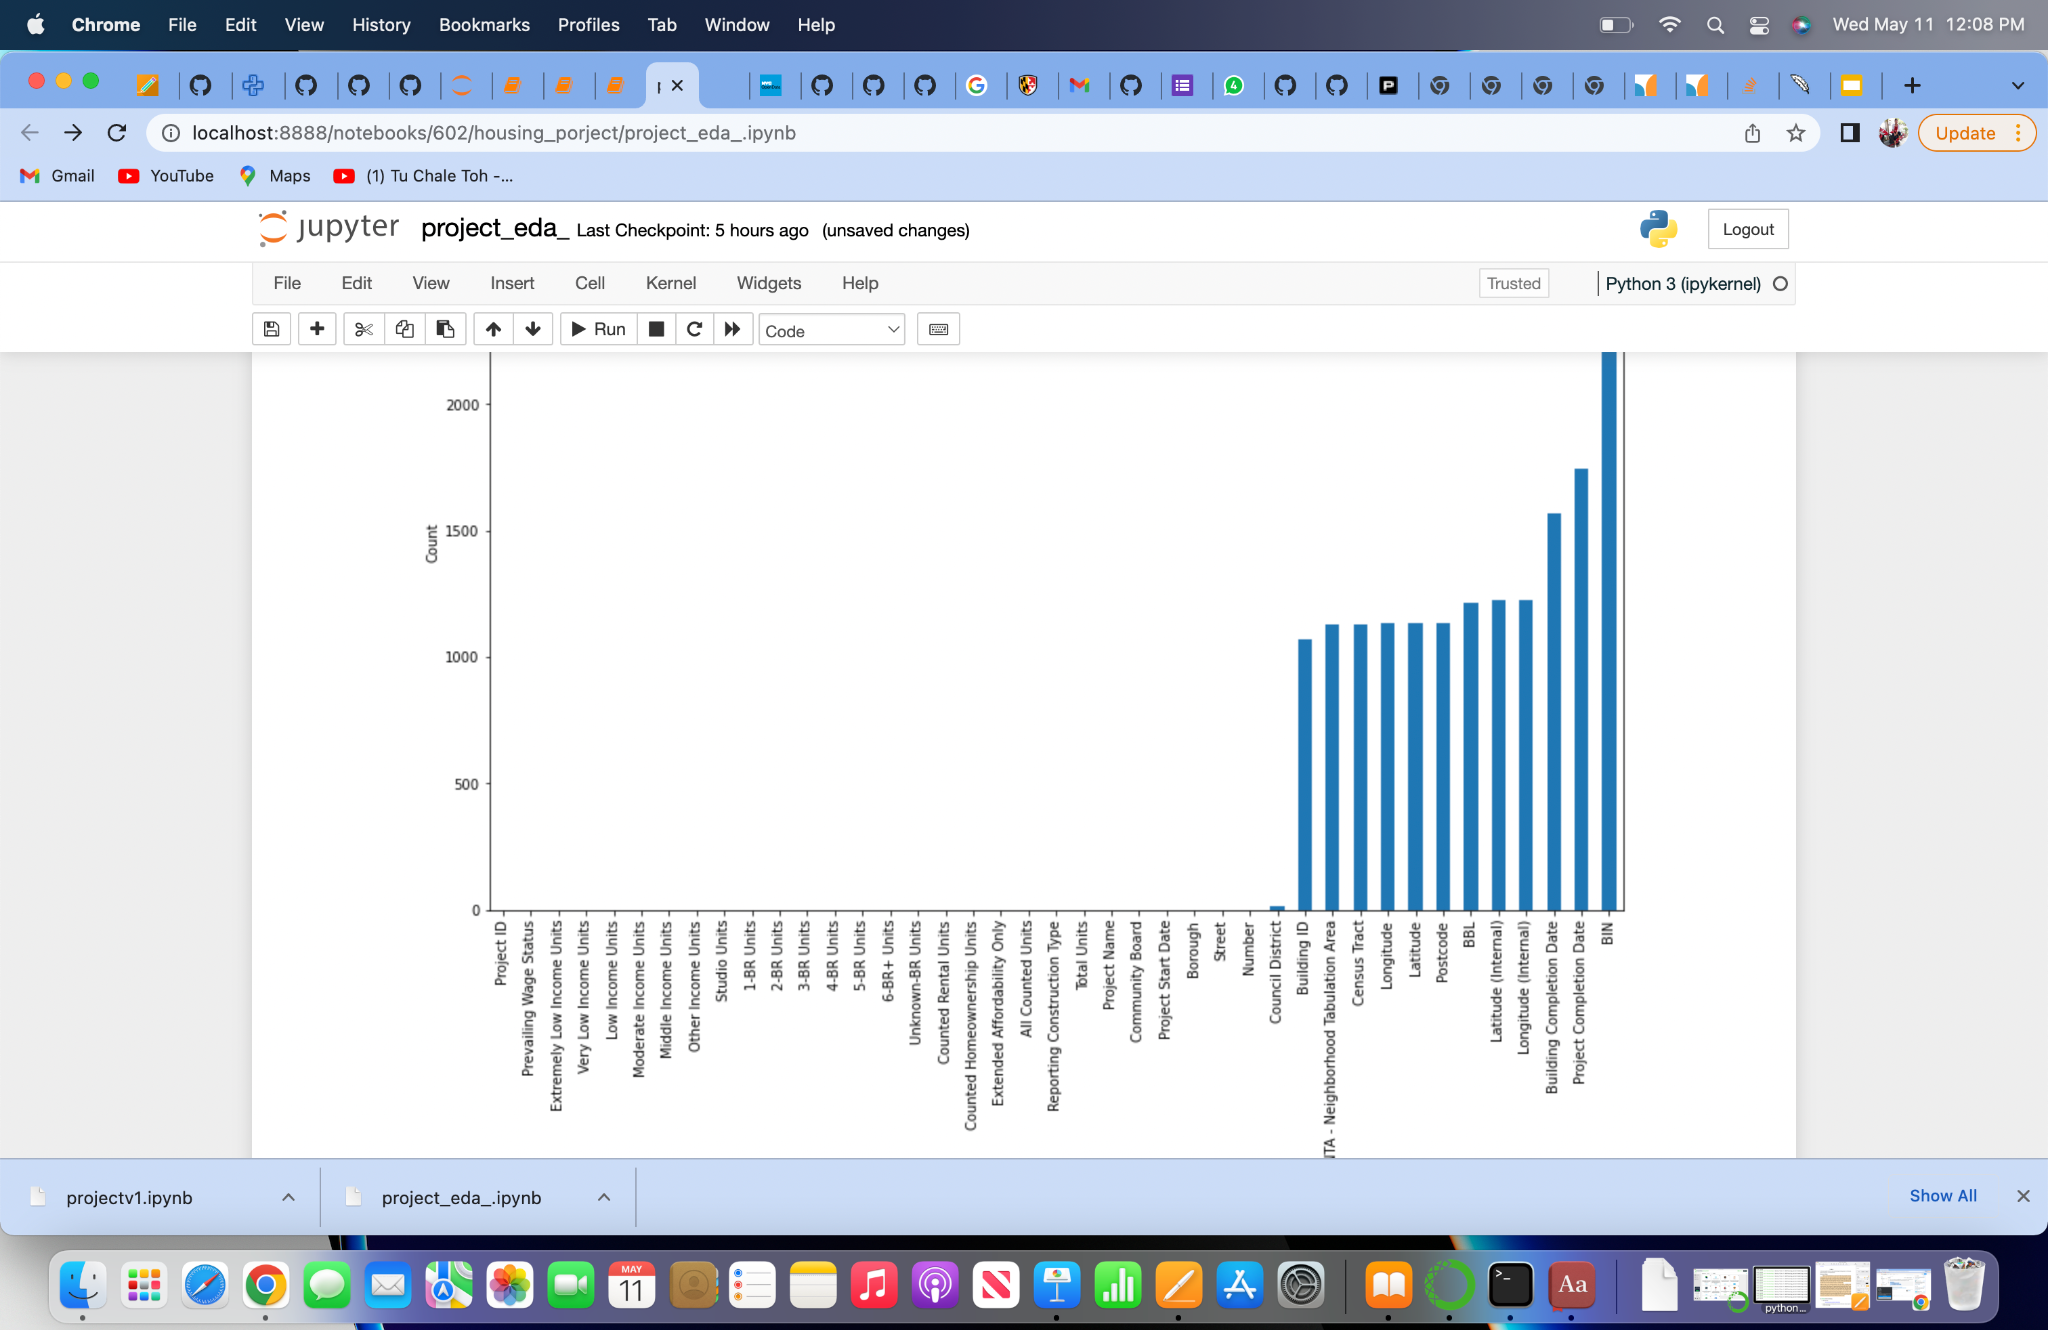 Chrome File Edit View History Bookmarks Profiles Tab Window Help Wed May 11 12:08 PM
localhost:8888/notebooks/602/housing_porject/project_eda_.ipynb Update
Gmail YouTube Maps (1) Tu Chale Toh -...
jupyter project_eda_ Last Checkpoint: 5 hours ago (unsaved changes) Logout
File Edit View Insert Cell Kernel Widgets Help Trusted Python 3 (ipykernel)
Run Code
2000
1500
1000
500
0
Count
Project ID
Prevailing Wage Status
Extremely Low Income Units
Very Low Income Units
Low Income Units
Moderate Income Units
Middle Income Units
Other Income Units
Studio Units
1-BR Units
2-BR Units
3-BR Units
4-BR Units
5-BR Units
6-BR+ Units
Unknown-BR Units
Counted Rental Units
Counted Homeownership Units
Extended Affordability Only
All Counted Units
Reporting Construction Type
Total Units
Project Name
Community Board
Project Start Date
Borough
Street
Number
Council District
Building ID
NTA - Neighborhood Tabulation Area
Census Tract
Longitude
Latitude
Postcode
BBL
Latitude (Internal)
Longitude (Internal)
Building Completion Date
Project Completion Date
BIN
projectv1.ipynb project_eda_.ipynb Show All
MAY
11
Aa
python...